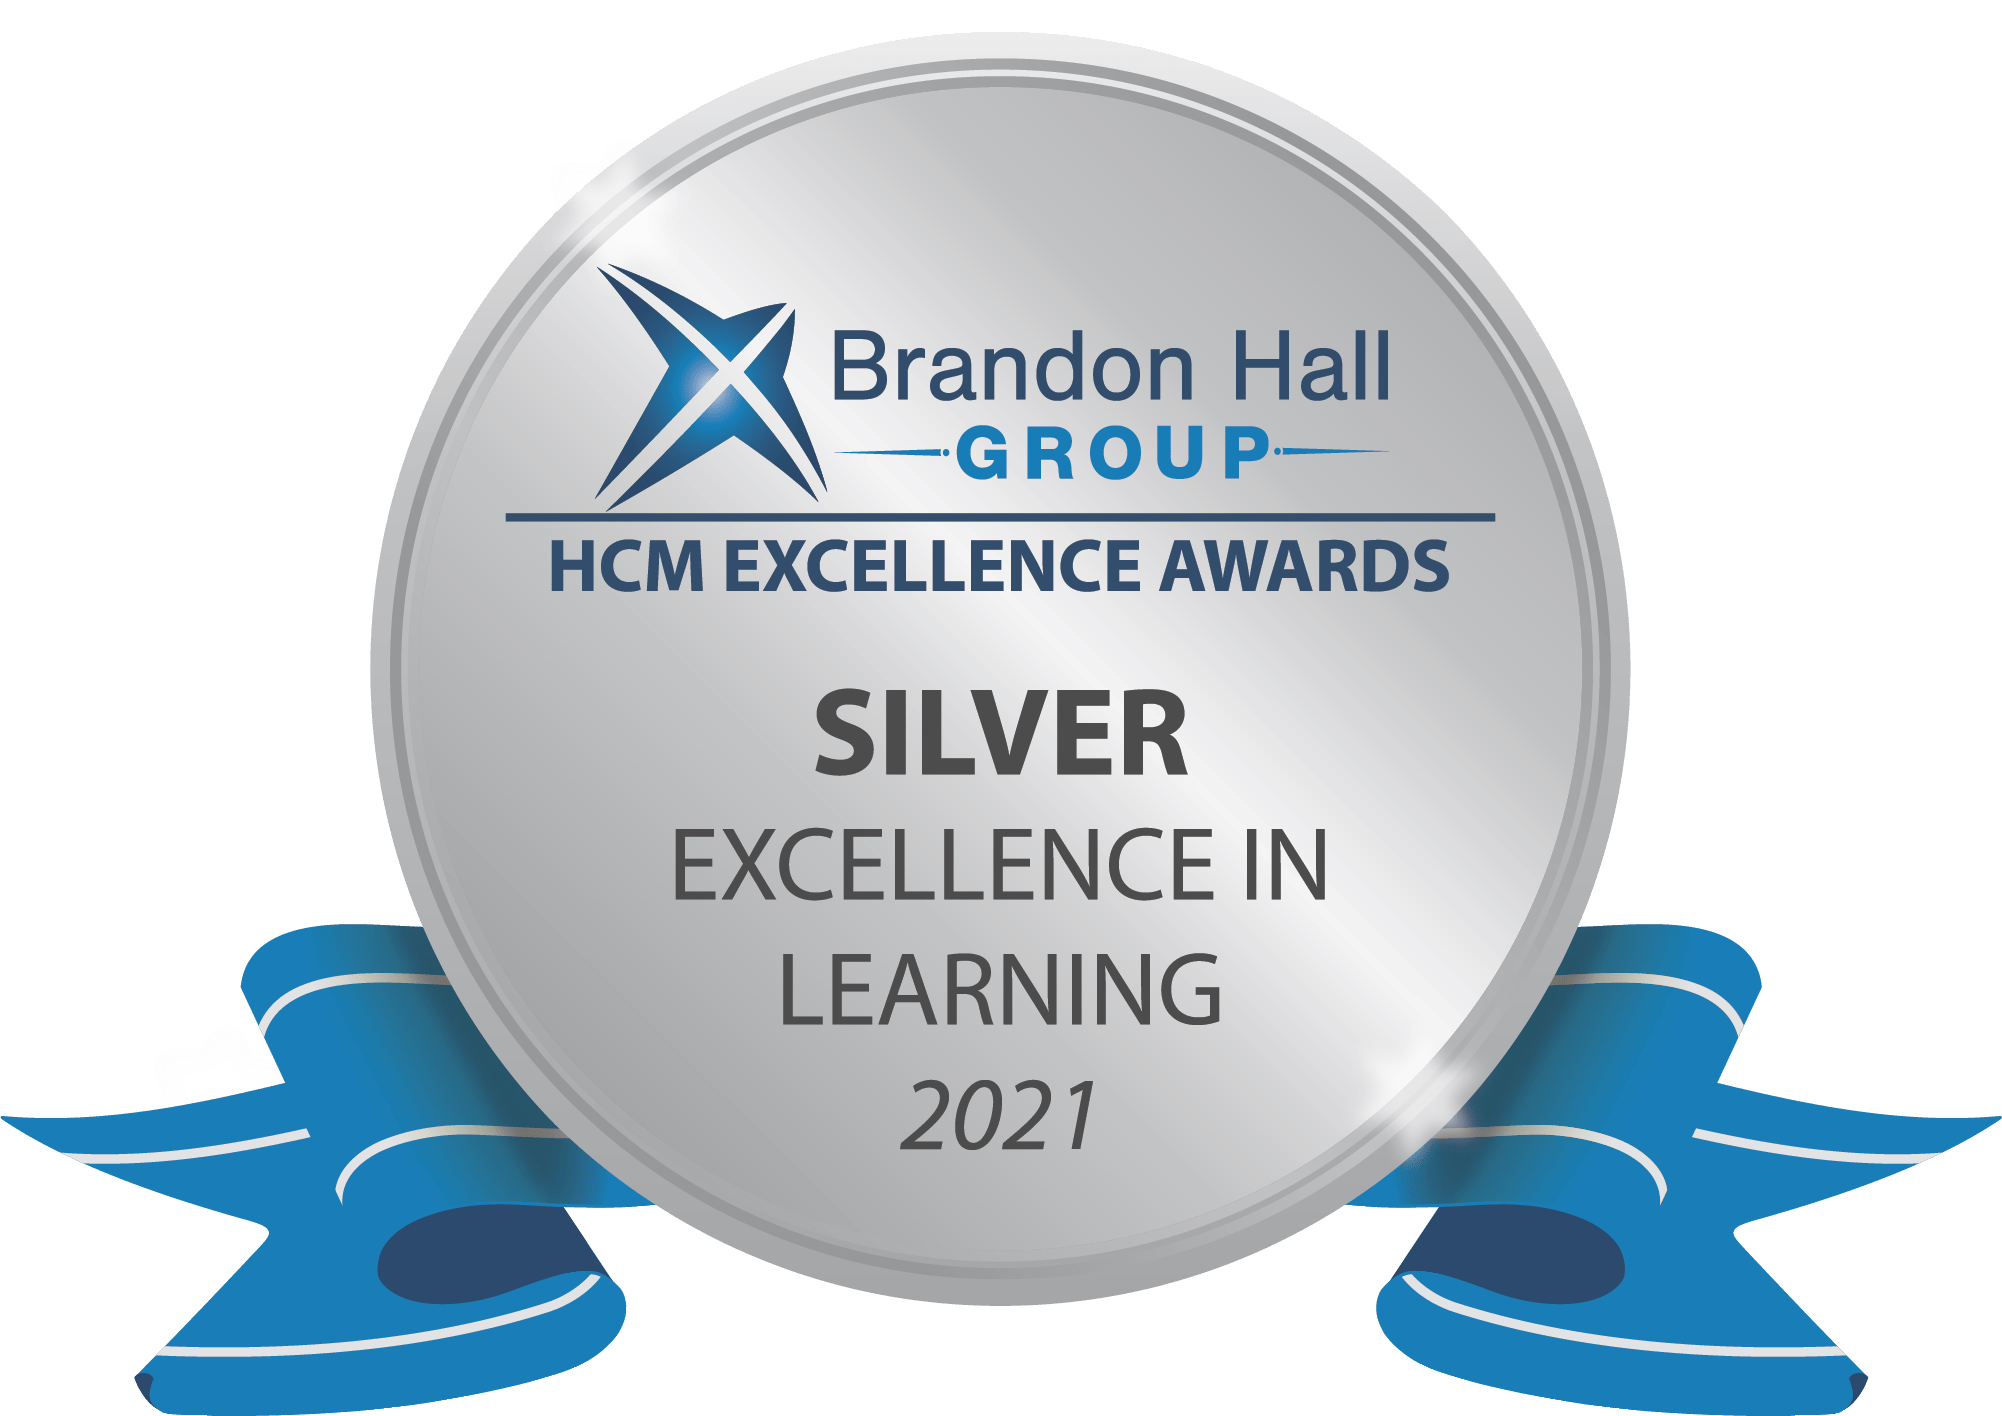 Brandon Hall
GROUP
HCM EXCELLENCE AWARDS
SILVER
EXCELLENCE IN
LEARNING
2021